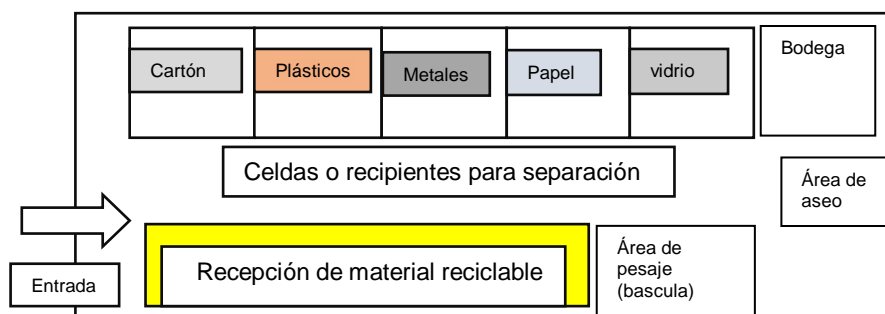 Cartón
Plásticos
Metales
Papel
vidrio
Bodega
Celdas o recipientes para separación
Área de
aseo
Recepción de material reciclable
Área de
pesaje
(bascula)
Entrada